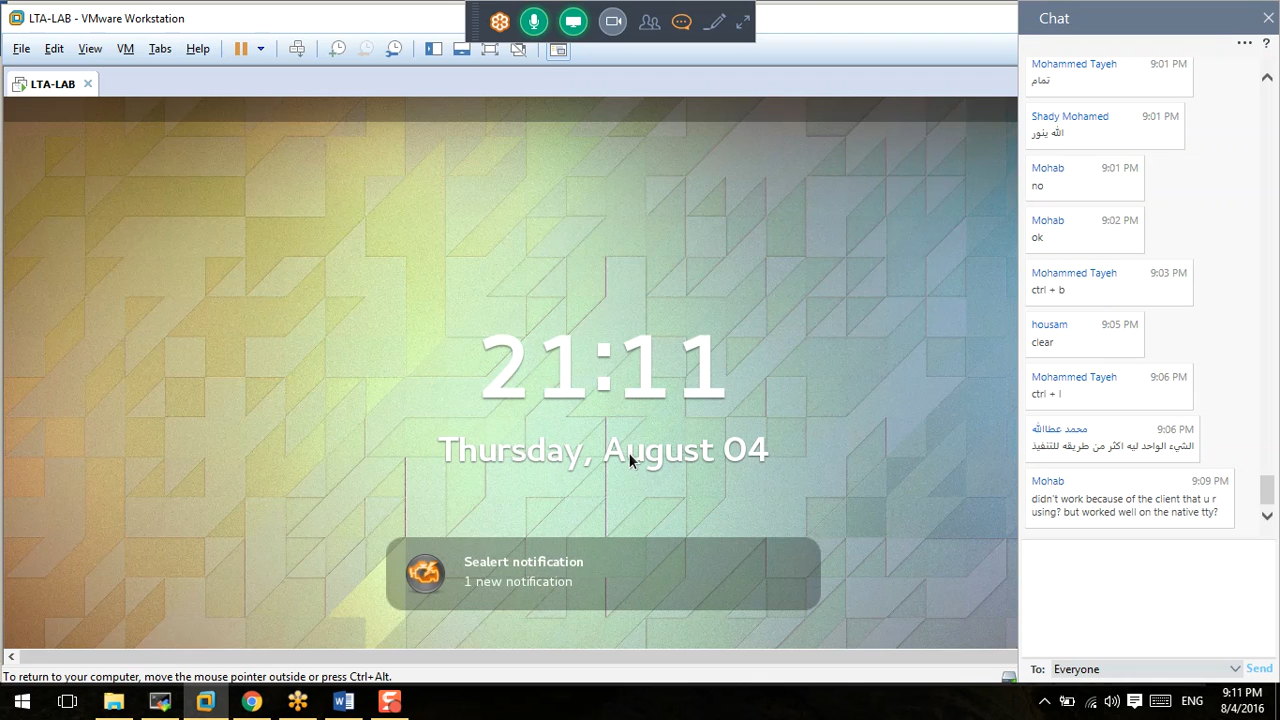 LTA-LAB - VMware Workstation
File Edit View VM Tabs Help
LTA-LAB
21:11
Thursday, August 04
Sealert notification
1 new notification
To return to your computer, move the mouse pointer outside or press Ctrl+Alt.
Chat
?
Mohammed Tayeh 9:01 PM
تمام
Shady Mohamed 9:01 PM
الله ينور
Mohab 9:01 PM
no
Mohab 9:02 PM
ok
Mohammed Tayeh 9:03 PM
ctrl + b
housam 9:05 PM
clear
Mohammed Tayeh 9:06 PM
ctrl + l
محمد عطاالله 9:06 PM
الشيء الواحد ليه اكثر من طريقه للتنفيذ
Mohab 9:09 PM
didn't work because of the client that u r
using? but worked well on the native tty?
To: Everyone Send
ENG
9:11 PM
8/4/2016